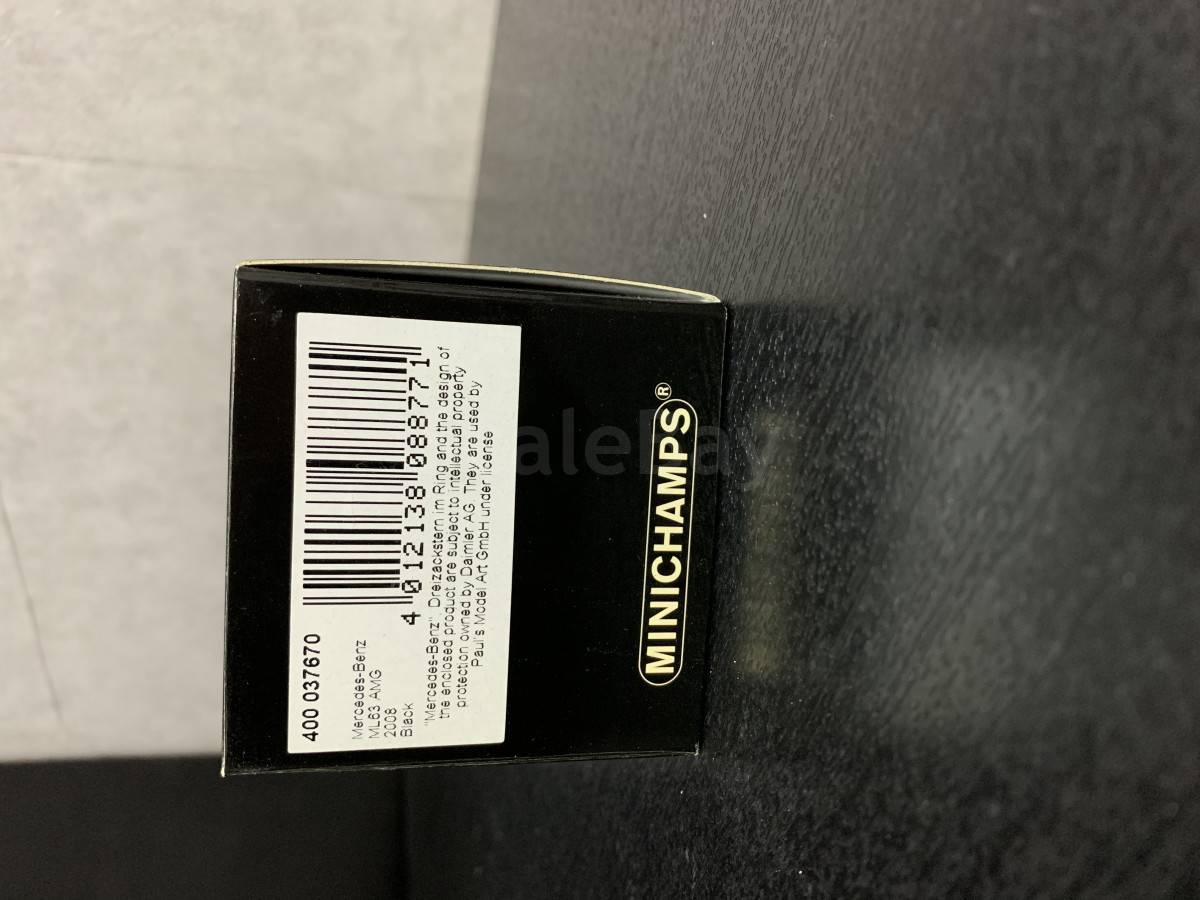 400 037670
Mercedes-Benz
ML63 AMG
2008
Black
4 012138 088771
"Mercedes-Benz" Dreizackstern im Ring and the design of
the enclosed product are subject to intellectual property
protection owned by Daimler AG. They are used by
Paul's Model Art GmbH under license
MINICHAMPS®
aleBay